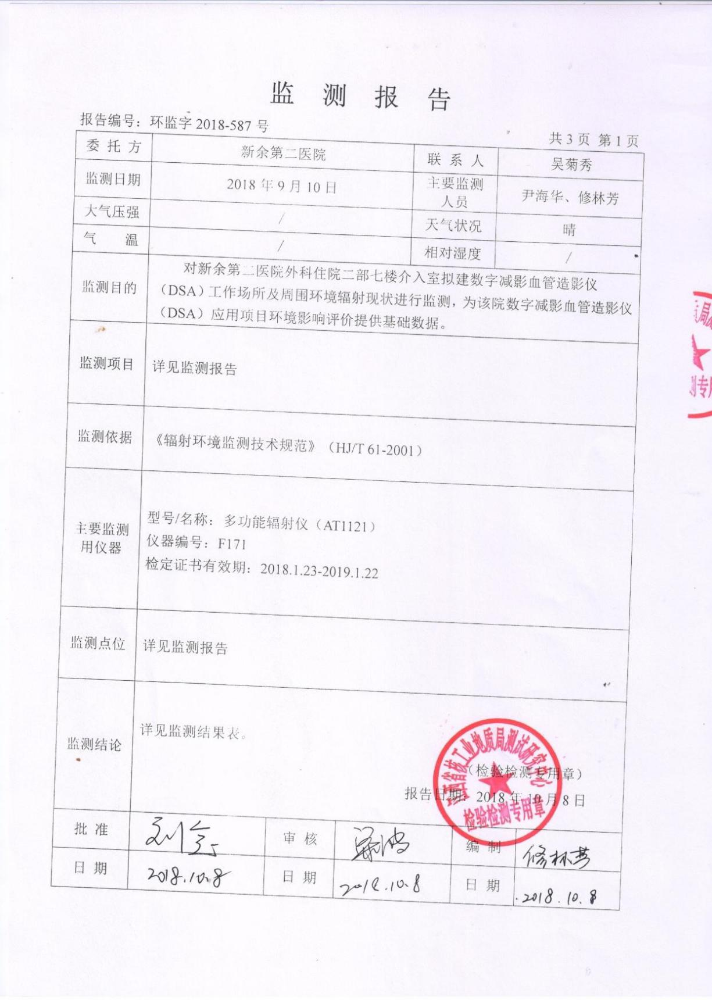 监 测 报 告
报告编号：环监字 2018-587 号
共 3 页 第 1 页
委 托 方 新余第二医院 联 系 人 吴菊秀
监测日期 2018 年 9 月 10 日 主要监测人员 尹海华、修林芳
大气压强 / 天气状况 晴
气 温 / 相对湿度 /
监测目的
对新余第二医院外科住院二部七楼介入室拟建数字减影血管造影仪
（DSA）工作场所及周围环境辐射现状进行监测，为该院数字减影血管造影仪
（DSA）应用项目环境影响评价提供基础数据。
监测项目 详见监测报告
监测依据 《辐射环境监测技术规范》（HJ/T 61-2001）
主要监测
用仪器
型号/名称：多功能辐射仪（AT1121）
仪器编号：F171
检定证书有效期：2018.1.23-2019.1.22
监测点位 详见监测报告
监测结论 详见监测结果表。
江西省核工业地质局测试研究中心
（检验检测专用章）
报告日期：2018 年 10 月 8 日
检验检测专用章
批 准 审 核 编 制 修林芳
日 期 2018.10.8 日 期 2018.10.8 日 期 2018.10.8